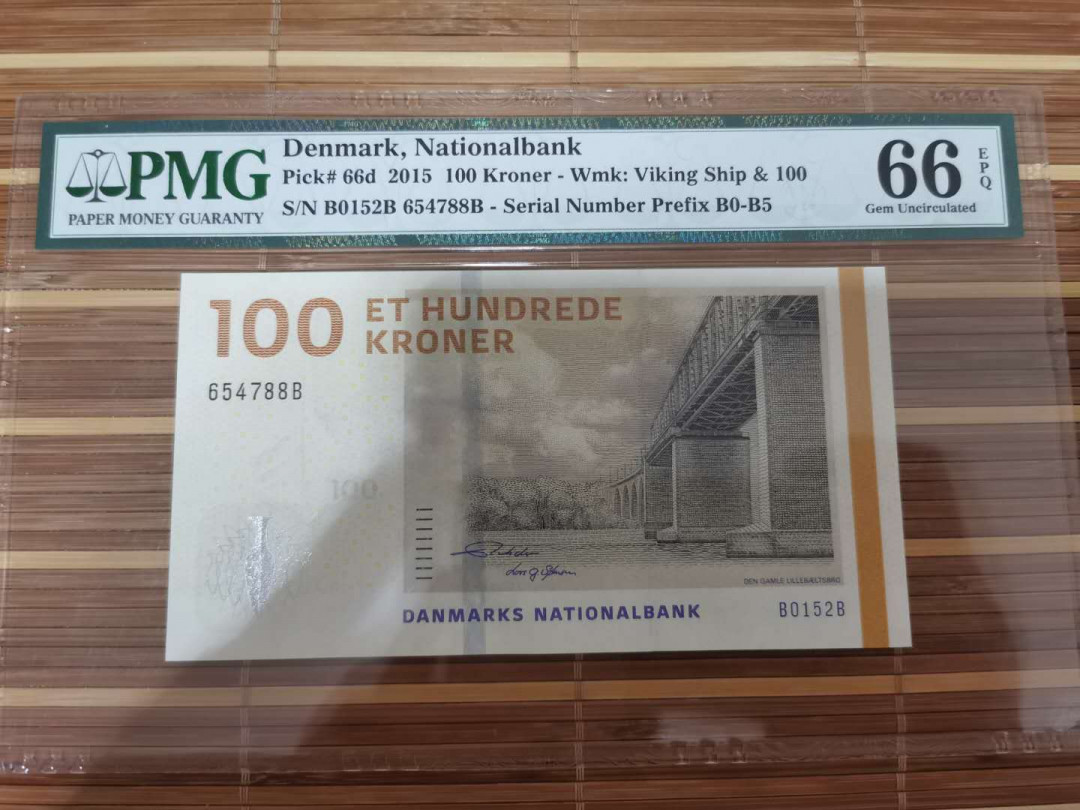 PMG
PAPER MONEY GUARANTY
Denmark, Nationalbank
Pick# 66d 2015 100 Kroner - Wmk: Viking Ship & 100
S/N B0152B 654788B - Serial Number Prefix B0-B5
66
EPQ
Gem Uncirculated
100
ET HUNDREDE
KRONER
654788B
100
DEN GAMLE LILLEBÆLTSBRO
DANMARKS NATIONALBANK
B0152B